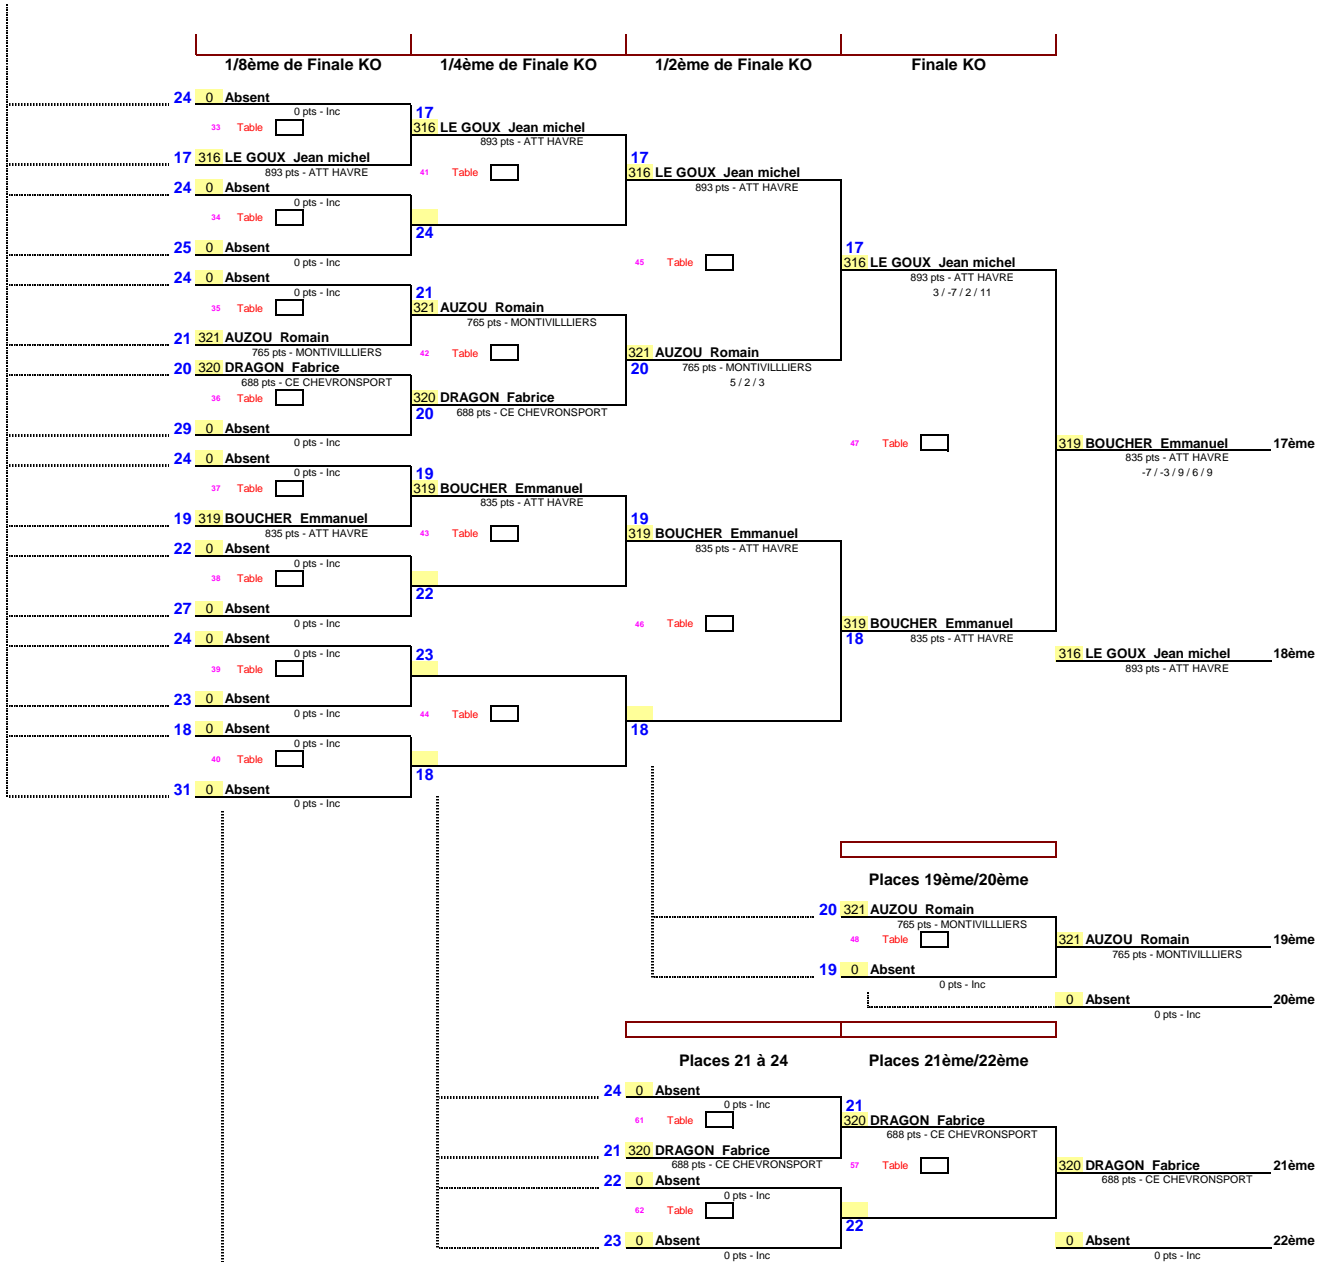 1/8ème de Finale KO 1/4ème de Finale KO 1/2ème de Finale KO Finale KO
24 0 Absent
0 pts - Inc
17
33 Table
316 LE GOUX Jean michel
893 pts - ATT HAVRE
17 316 LE GOUX Jean michel
893 pts - ATT HAVRE
41 Table
17
316 LE GOUX Jean michel
893 pts - ATT HAVRE
24 0 Absent
0 pts - Inc
34 Table
24
25 0 Absent
0 pts - Inc
45 Table
17
316 LE GOUX Jean michel
893 pts - ATT HAVRE
3 / -7 / 2 / 11
24 0 Absent
0 pts - Inc
21
35 Table
321 AUZOU Romain
765 pts - MONTIVILLLIERS
21 321 AUZOU Romain
765 pts - MONTIVILLLIERS
42 Table
321 AUZOU Romain
20
765 pts - MONTIVILLLIERS
5 / 2 / 3
20 320 DRAGON Fabrice
688 pts - CE CHEVRONSPORT
36 Table
320 DRAGON Fabrice
20
688 pts - CE CHEVRONSPORT
29 0 Absent
0 pts - Inc
47 Table
319 BOUCHER Emmanuel 17ème
835 pts - ATT HAVRE
-7 / -3 / 9 / 6 / 9
24 0 Absent
0 pts - Inc
19
37 Table
319 BOUCHER Emmanuel
835 pts - ATT HAVRE
19 319 BOUCHER Emmanuel
835 pts - ATT HAVRE
43 Table
19
319 BOUCHER Emmanuel
835 pts - ATT HAVRE
22 0 Absent
0 pts - Inc
38 Table
22
27 0 Absent
0 pts - Inc
46 Table
319 BOUCHER Emmanuel
18
835 pts - ATT HAVRE
24 0 Absent
0 pts - Inc
23
39 Table
316 LE GOUX Jean michel 18ème
893 pts - ATT HAVRE
23 0 Absent
0 pts - Inc
44 Table
18
18 0 Absent
0 pts - Inc
40 Table
18
31 0 Absent
0 pts - Inc
Places 19ème/20ème
20 321 AUZOU Romain
765 pts - MONTIVILLLIERS
48 Table
321 AUZOU Romain 19ème
765 pts - MONTIVILLLIERS
19 0 Absent
0 pts - Inc
0 Absent 20ème
0 pts - Inc
Places 21 à 24 Places 21ème/22ème
24 0 Absent
0 pts - Inc
21
61 Table
320 DRAGON Fabrice
688 pts - CE CHEVRONSPORT
21 320 DRAGON Fabrice
688 pts - CE CHEVRONSPORT
57 Table
320 DRAGON Fabrice 21ème
688 pts - CE CHEVRONSPORT
22 0 Absent
0 pts - Inc
62 Table
22
23 0 Absent
0 pts - Inc
0 Absent 22ème
0 pts - Inc